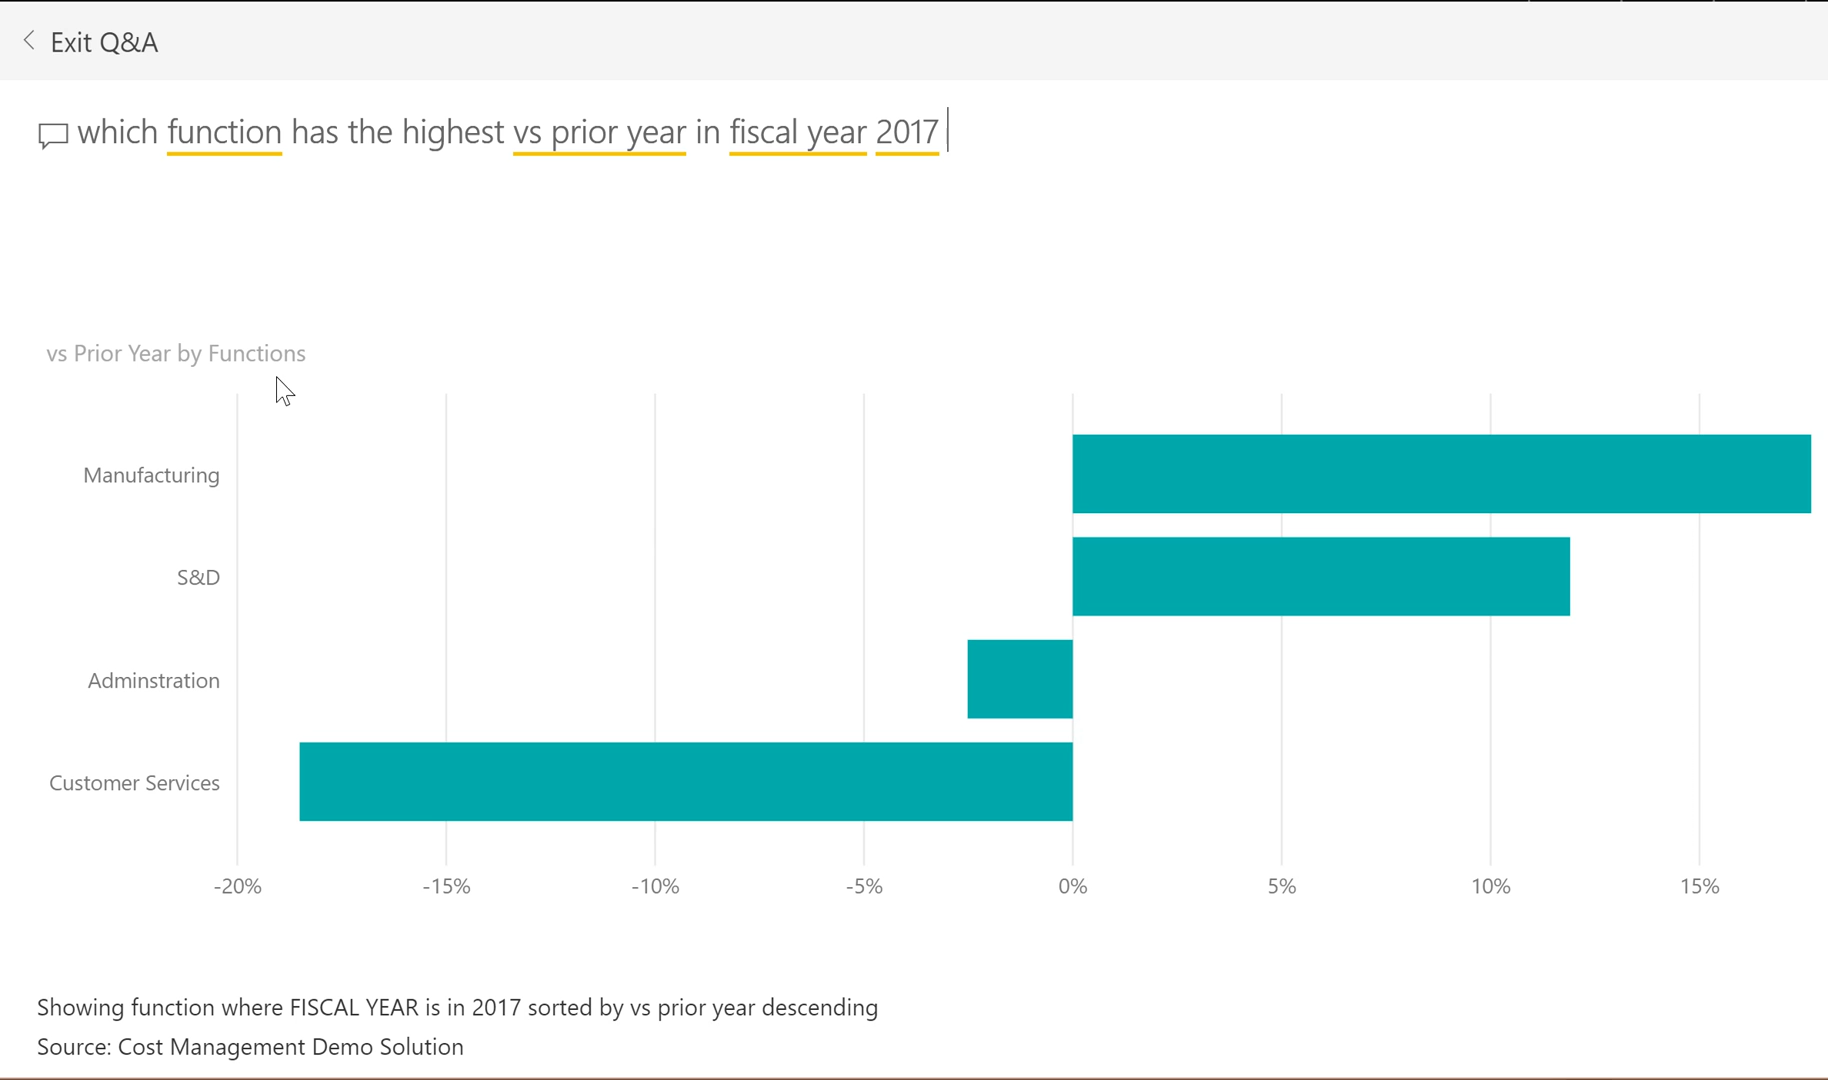 Exit Q&A
which function has the highest vs prior year in fiscal year 2017
vs Prior Year by Functions
Manufacturing
S&D
Adminstration
Customer Services
-20% -15% -10% -5% 0% 5% 10% 15%
Showing function where FISCAL YEAR is in 2017 sorted by vs prior year descending
Source: Cost Management Demo Solution